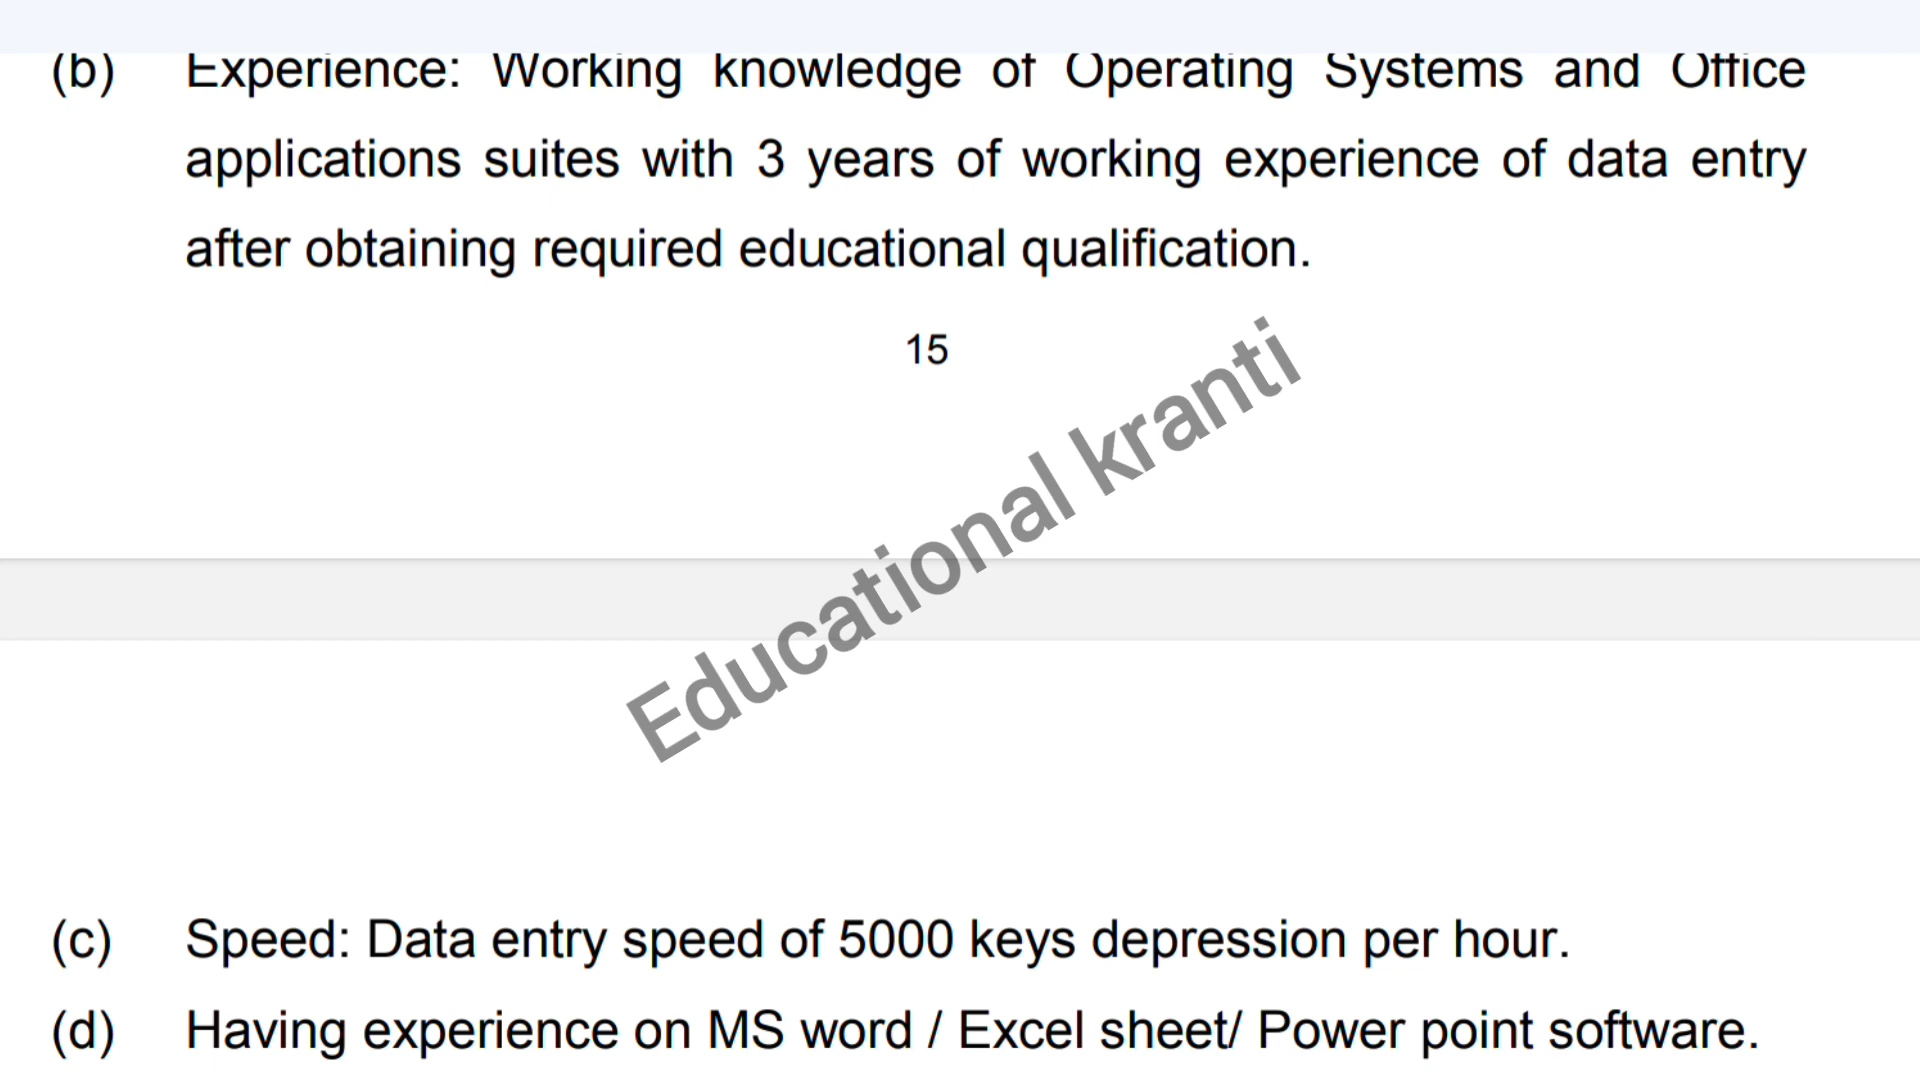 (b) Experience: Working knowledge of Operating Systems and Office
applications suites with 3 years of working experience of data entry
after obtaining required educational qualification.
15
Educational kranti
(c) Speed: Data entry speed of 5000 keys depression per hour.
(d) Having experience on MS word / Excel sheet/ Power point software.